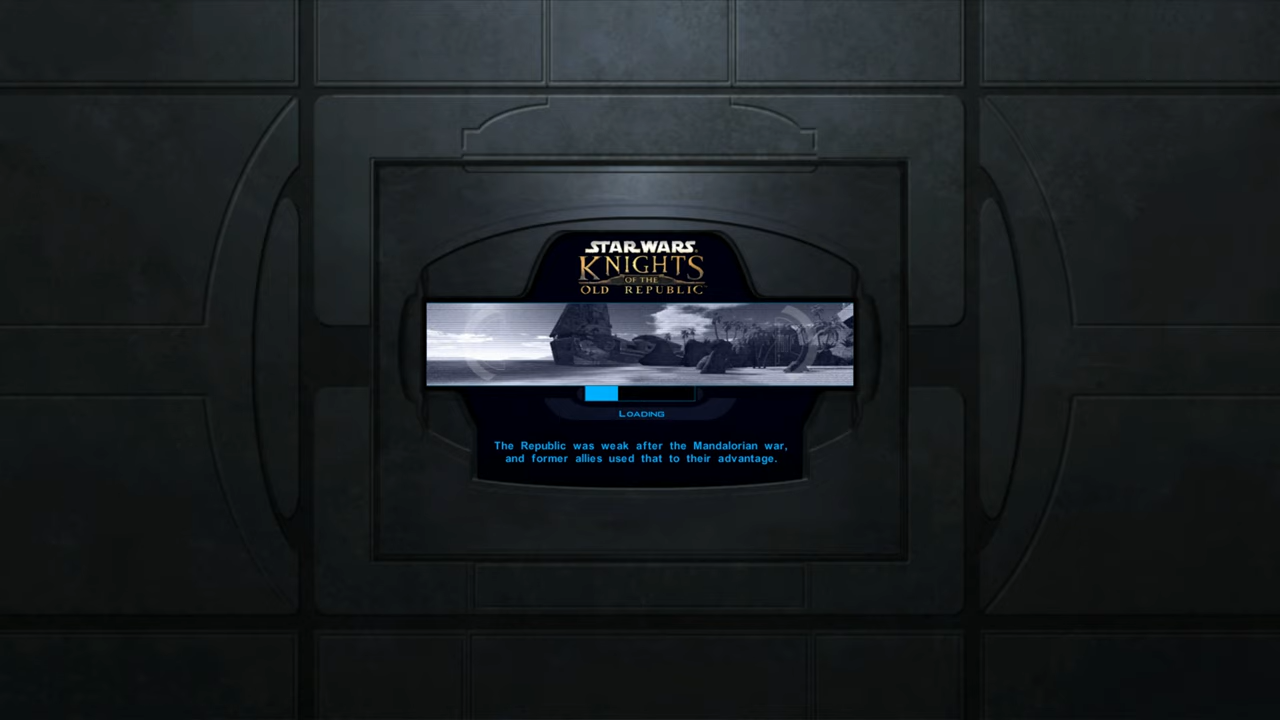 STAR WARS
KNIGHTS
OF THE
OLD REPUBLIC
LOADING
The Republic was weak after the Mandalorian war,
and former allies used that to their advantage.